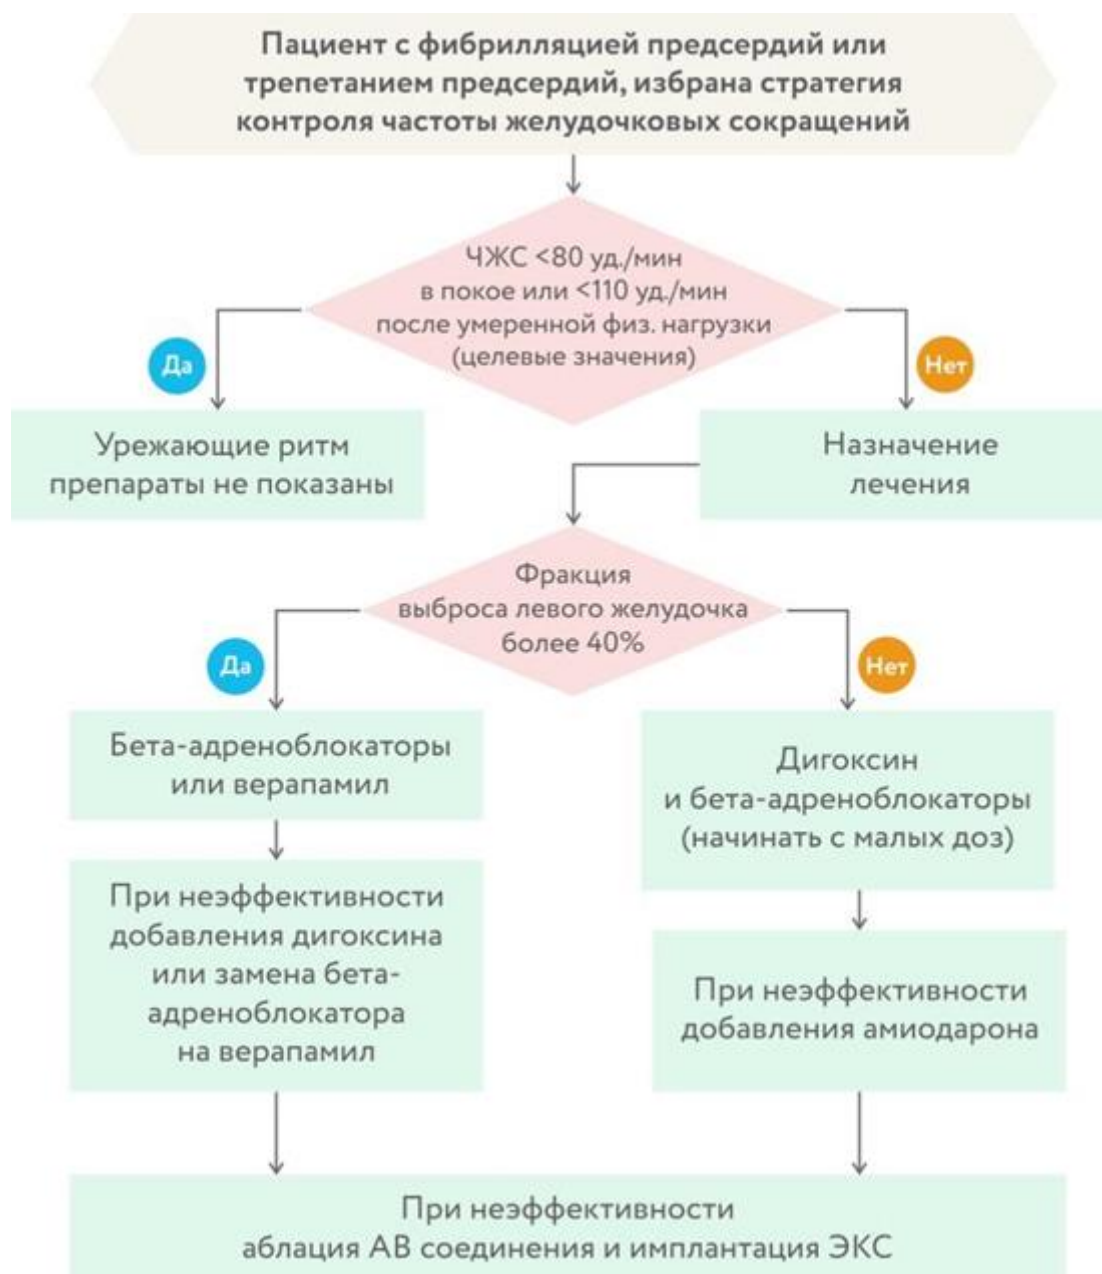 Пациент с фибрилляцией предсердий или
трепетанием предсердий, избрана стратегия
контроля частоты желудочковых сокращений
ЧЖС <80 уд./мин
в покое или <110 уд./мин
после умеренной физ. нагрузки
(целевые значения)
Да
Нет
Урежающие ритм
препараты не показаны
Назначение
лечения
Фракция
выброса левого желудочка
более 40%
Да
Нет
Бета-адреноблокаторы
или верапамил
Дигоксин
и бета-адреноблокаторы
(начинать с малых доз)
При неэффективности
добавления дигоксина
или замена бета-
адреноблокатора
на верапамил
При неэффективности
добавления амиодарона
При неэффективности
аблация АВ соединения и имплантация ЭКС